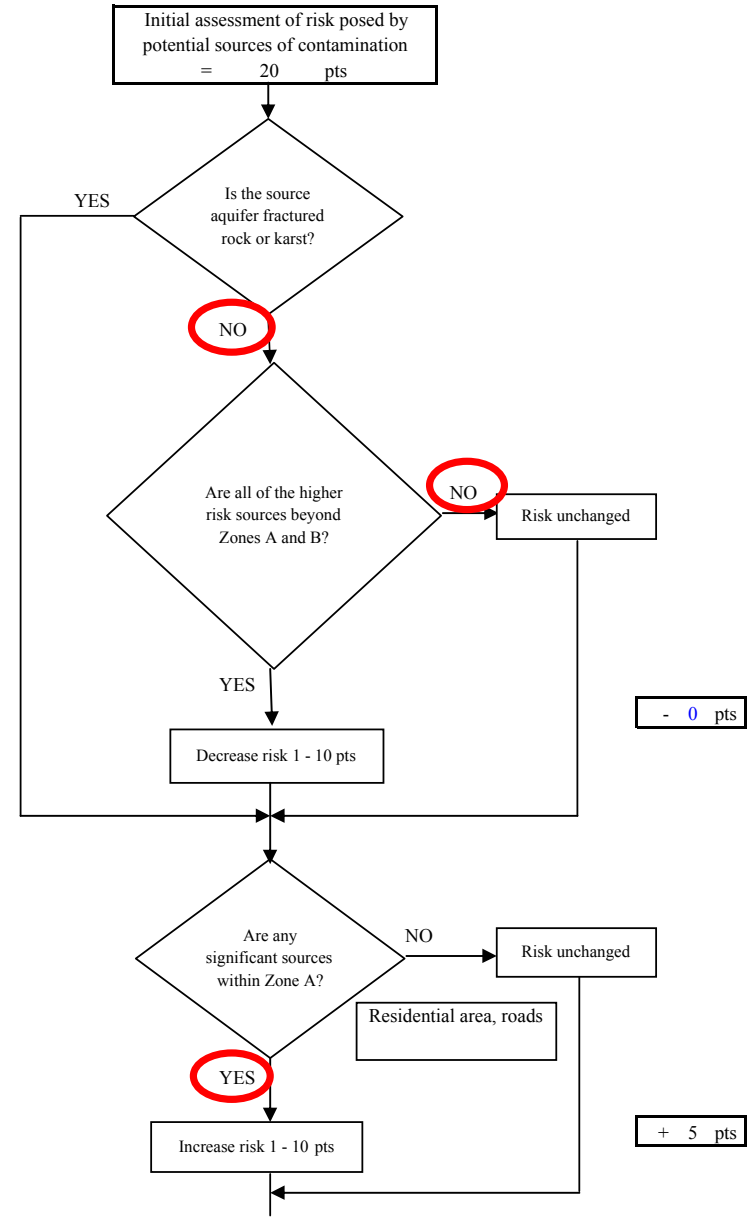 Initial assessment of risk posed by
potential sources of contamination
= 20 pts
YES
Is the source
aquifer fractured
rock or karst?
NO
Are all of the higher
risk sources beyond
Zones A and B?
NO
Risk unchanged
YES
- 0 pts
Decrease risk 1 - 10 pts
Are any
significant sources
within Zone A?
NO
Risk unchanged
Residential area, roads
YES
+ 5 pts
Increase risk 1 - 10 pts